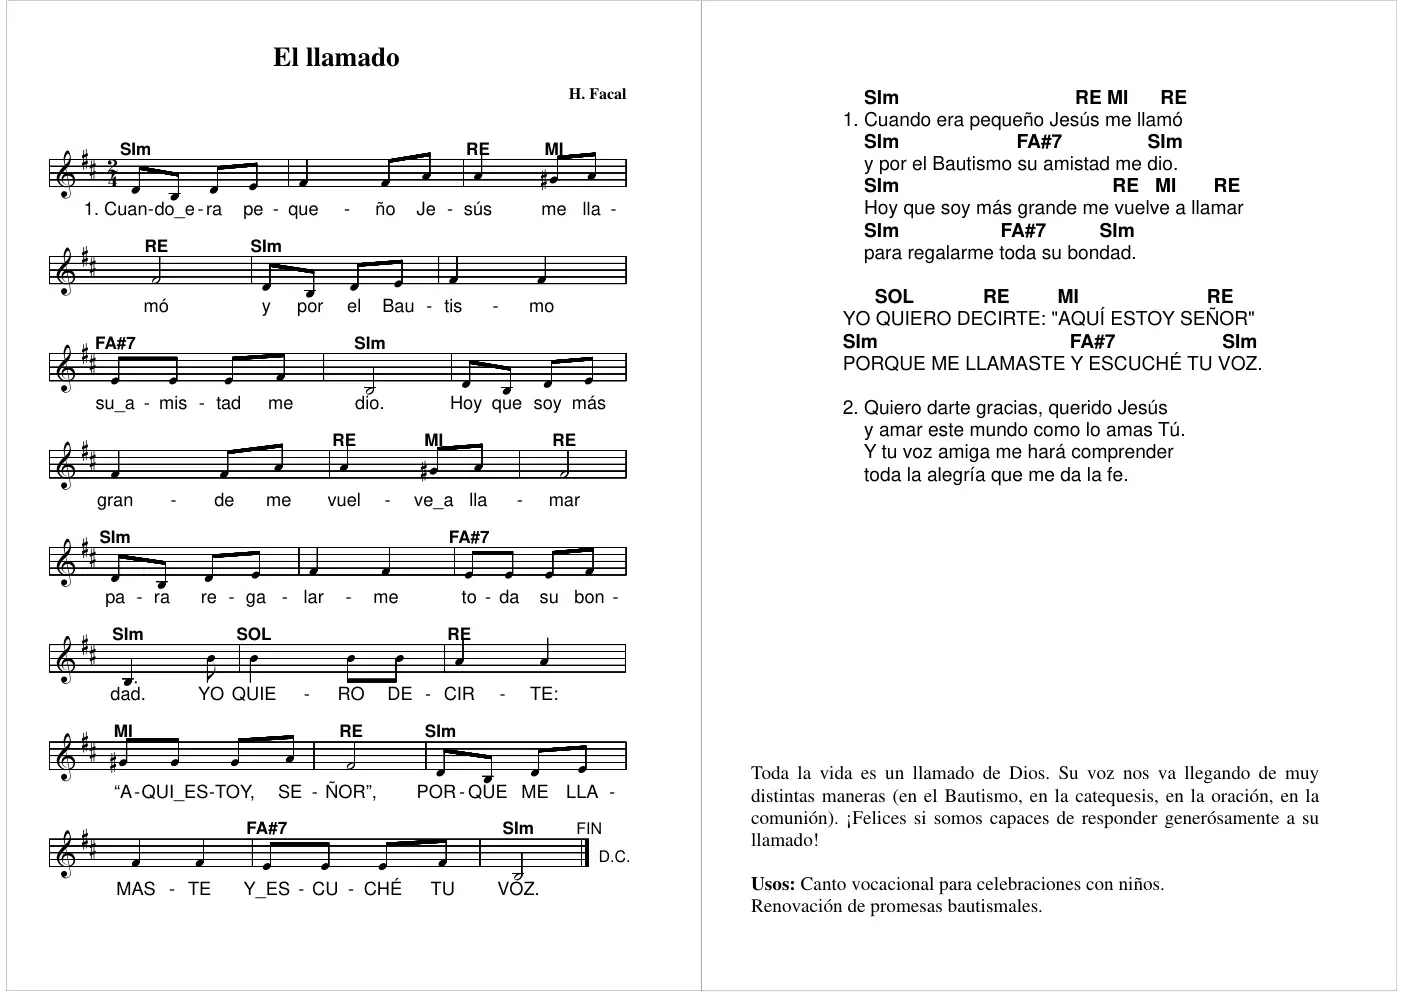 El llamado
H. Facal
SIm RE MI
1. Cuan-do_e-ra pe - que - ño Je - sús me lla -
RE SIm
mó y por el Bau - tis - mo
FA#7 SIm
su_a - mis - tad me dio. Hoy que soy más
RE MI RE
gran - de me vuel - ve_a lla - mar
SIm FA#7
pa - ra re - ga - lar - me to - da su bon -
SIm SOL RE
dad. YO QUIE - RO DE - CIR - TE:
MI RE SIm
“A-QUI_ES-TOY, SE - ÑOR”, POR-QUE ME LLA -
FA#7 SIm FIN
D.C.
MAS - TE Y_ES - CU - CHÉ TU VOZ.
SIm RE MI RE
1. Cuando era pequeño Jesús me llamó
SIm FA#7 SIm
y por el Bautismo su amistad me dio.
SIm RE MI RE
Hoy que soy más grande me vuelve a llamar
SIm FA#7 SIm
para regalarme toda su bondad.
SOL RE MI RE
YO QUIERO DECIRTE: "AQUÍ ESTOY SEÑOR"
SIm FA#7 SIm
PORQUE ME LLAMASTE Y ESCUCHÉ TU VOZ.
2. Quiero darte gracias, querido Jesús
y amar este mundo como lo amas Tú.
Y tu voz amiga me hará comprender
toda la alegría que me da la fe.
Toda la vida es un llamado de Dios. Su voz nos va llegando de muy
distintas maneras (en el Bautismo, en la catequesis, en la oración, en la
comunión). ¡Felices si somos capaces de responder generósamente a su
llamado!
Usos: Canto vocacional para celebraciones con niños.
Renovación de promesas bautismales.